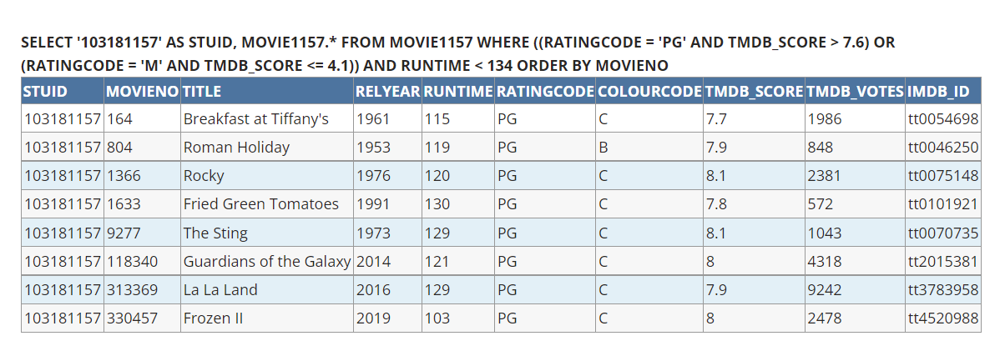 SELECT '103181157' AS STUID, MOVIE1157.* FROM MOVIE1157 WHERE ((RATINGCODE = 'PG' AND TMDB_SCORE > 7.6) OR
(RATINGCODE = 'M' AND TMDB_SCORE <= 4.1)) AND RUNTIME < 134 ORDER BY MOVIENO
STUID MOVIENO TITLE RELYEAR RUNTIME RATINGCODE COLOURCODE TMDB_SCORE TMDB_VOTES IMDB_ID
103181157 164 Breakfast at Tiffany's 1961 115 PG C 7.7 1986 tt0054698
103181157 804 Roman Holiday 1953 119 PG B 7.9 848 tt0046250
103181157 1366 Rocky 1976 120 PG C 8.1 2381 tt0075148
103181157 1633 Fried Green Tomatoes 1991 130 PG C 7.8 572 tt0101921
103181157 9277 The Sting 1973 129 PG C 8.1 1043 tt0070735
103181157 118340 Guardians of the Galaxy 2014 121 PG C 8 4318 tt2015381
103181157 313369 La La Land 2016 129 PG C 7.9 9242 tt3783958
103181157 330457 Frozen II 2019 103 PG C 8 2478 tt4520988